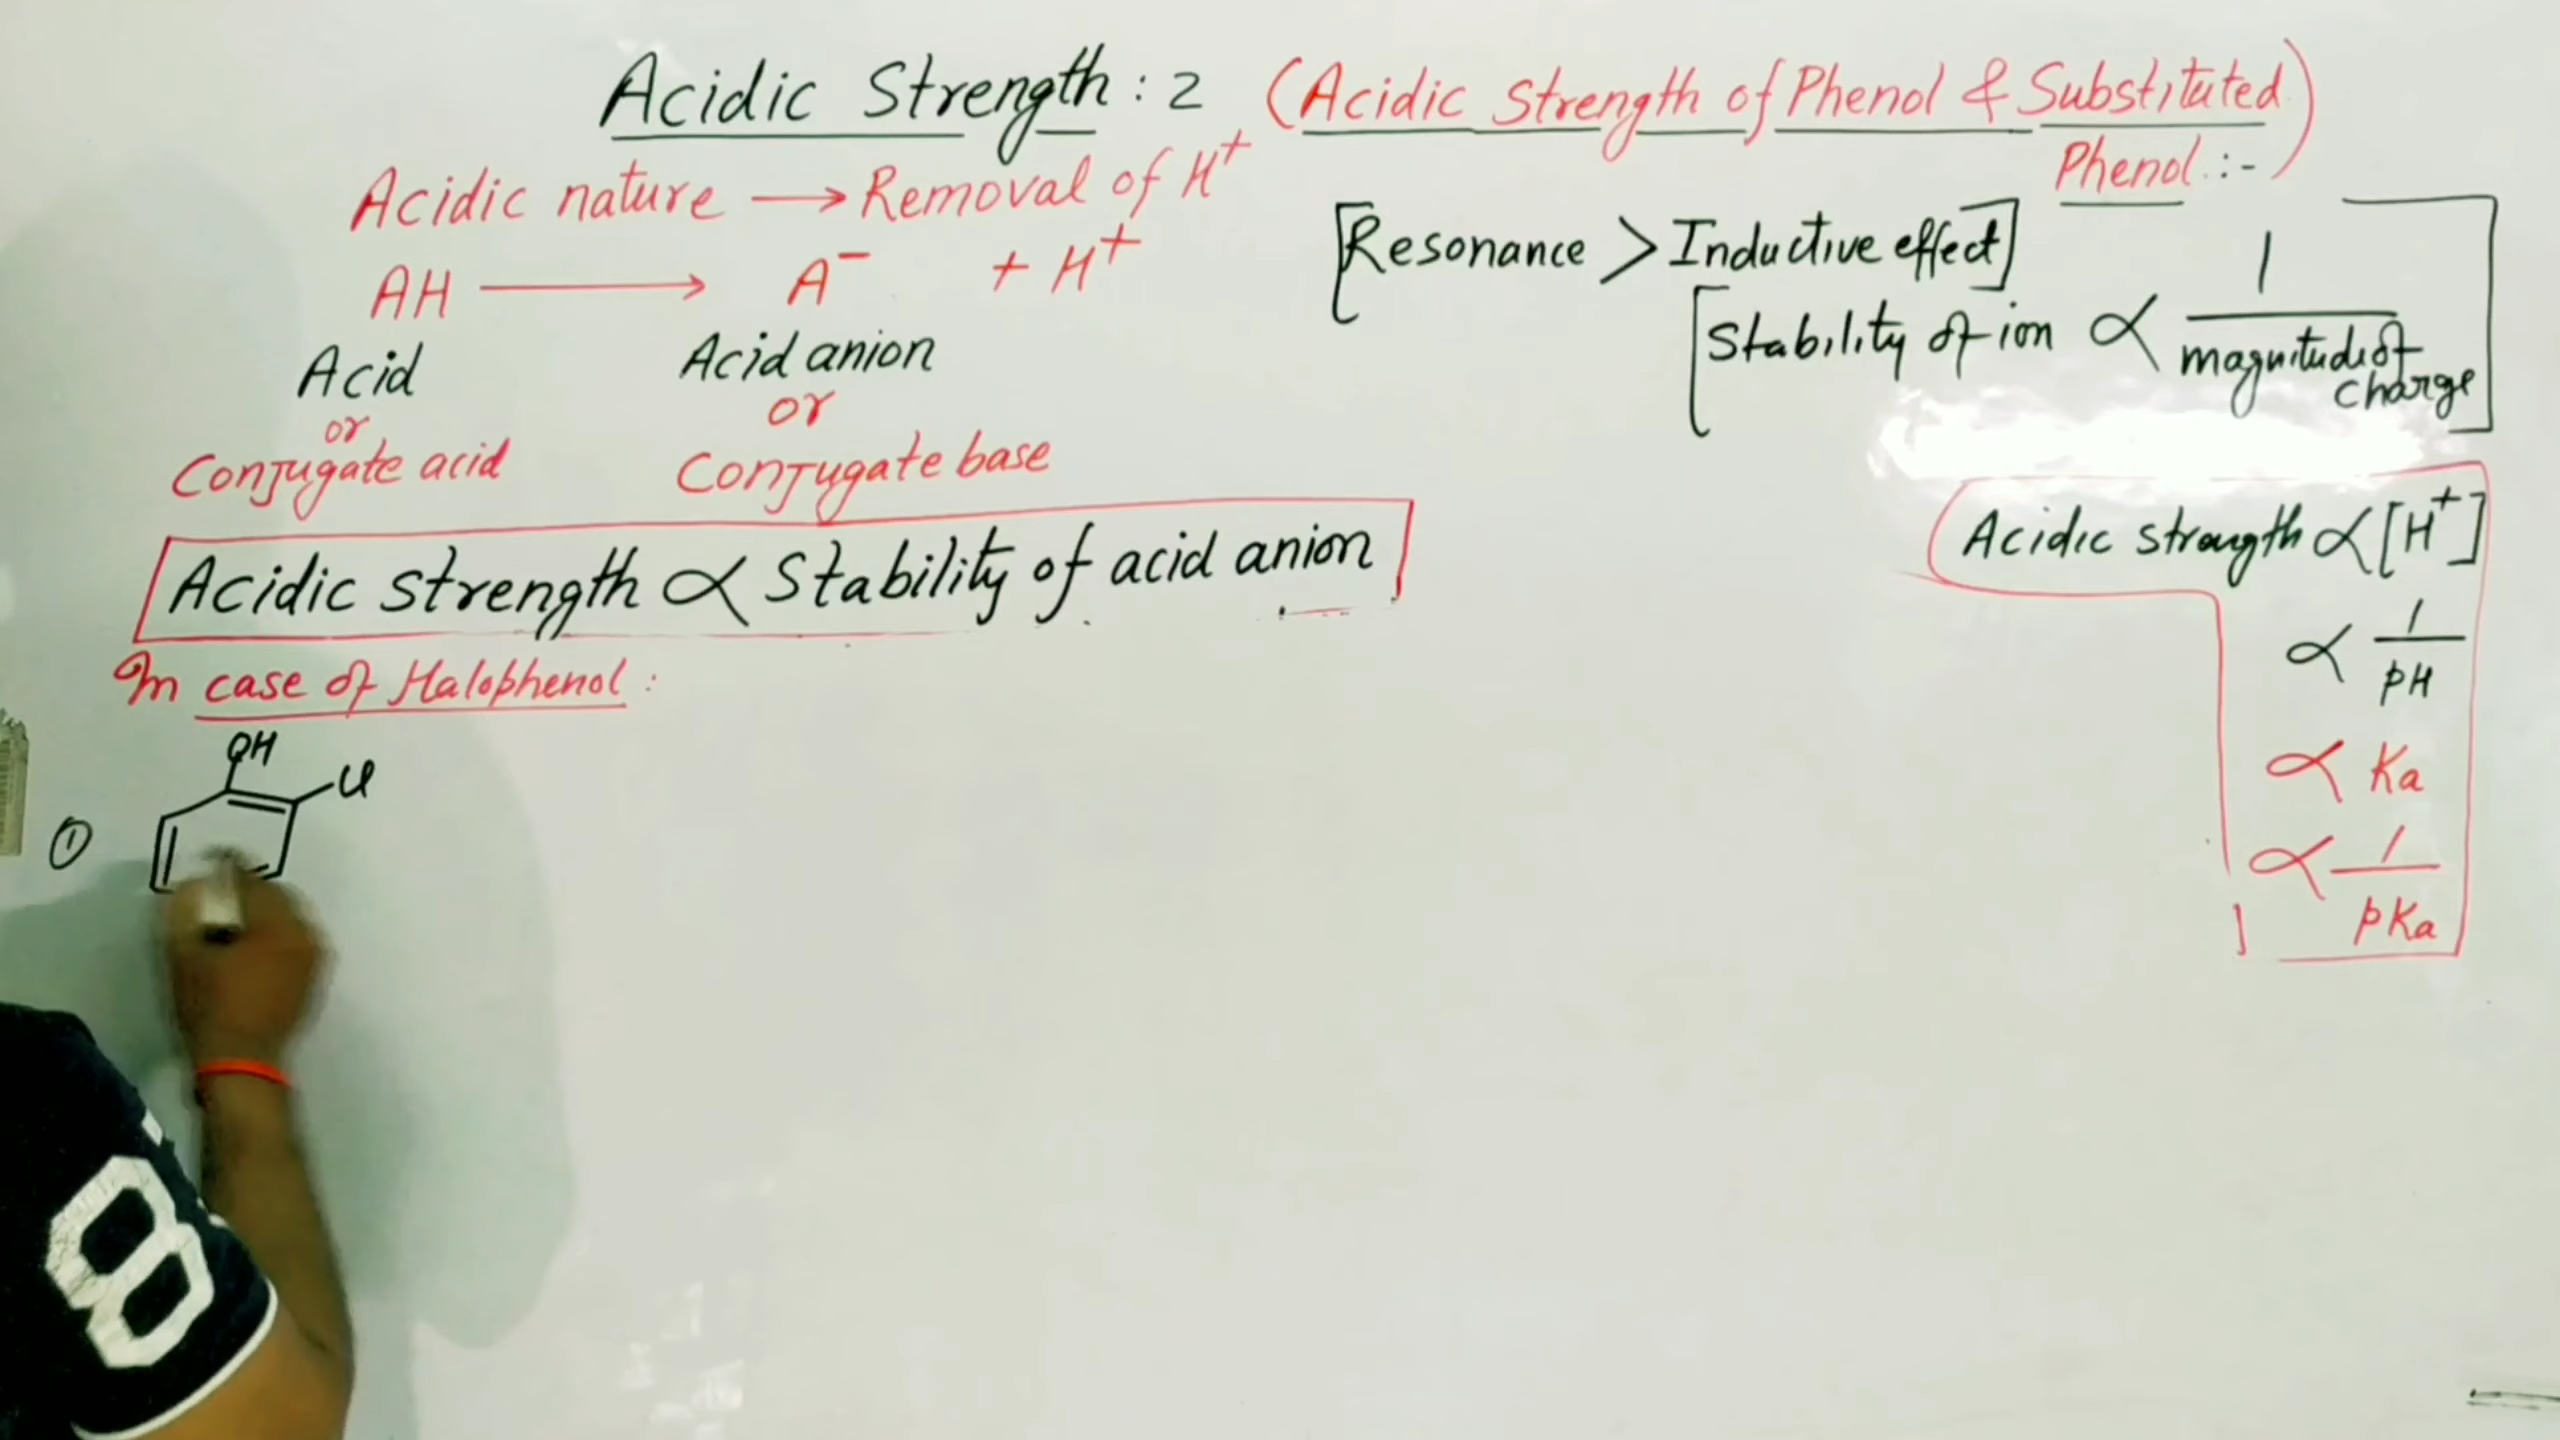 Acidic Strength : 2 (Acidic Strength of Phenol & Substituted
Phenol :-)
Acidic nature ⟶ Removal of H⁺
[Resonance > Inductive effect]
AH ⟶ A⁻ + H⁺
[Stability of ion ∝ 1/magnitude of charge]
Acid Acid anion
or or
Conjugate acid Conjugate base
Acidic strength ∝ Stability of acid anion
Acidic strength ∝ [H⁺]
∝ 1/pH
∝ Ka
∝ 1/pKa
In case of Halophenol :
① OH
Cl
8